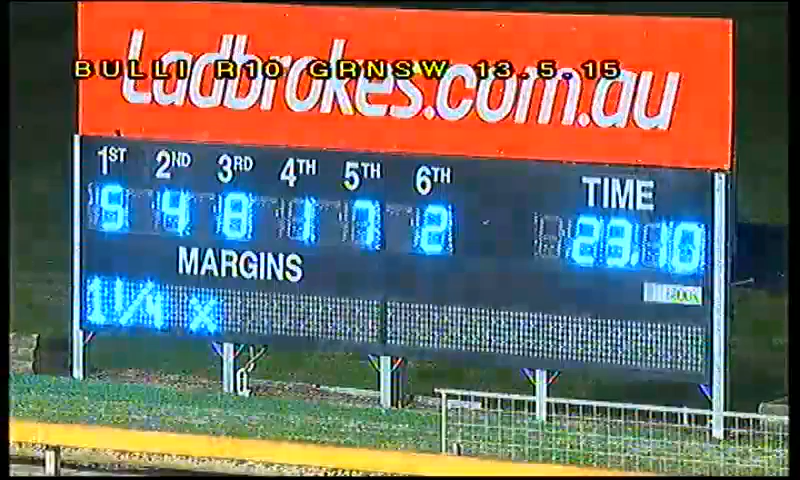 Ladbrokes.com.au
BULLI R10 GRNSW 13.5.15
1ST 2ND 3RD 4TH 5TH 6TH TIME
5 4 8 1 7 2 23.10
MARGINS
1 1/4 x